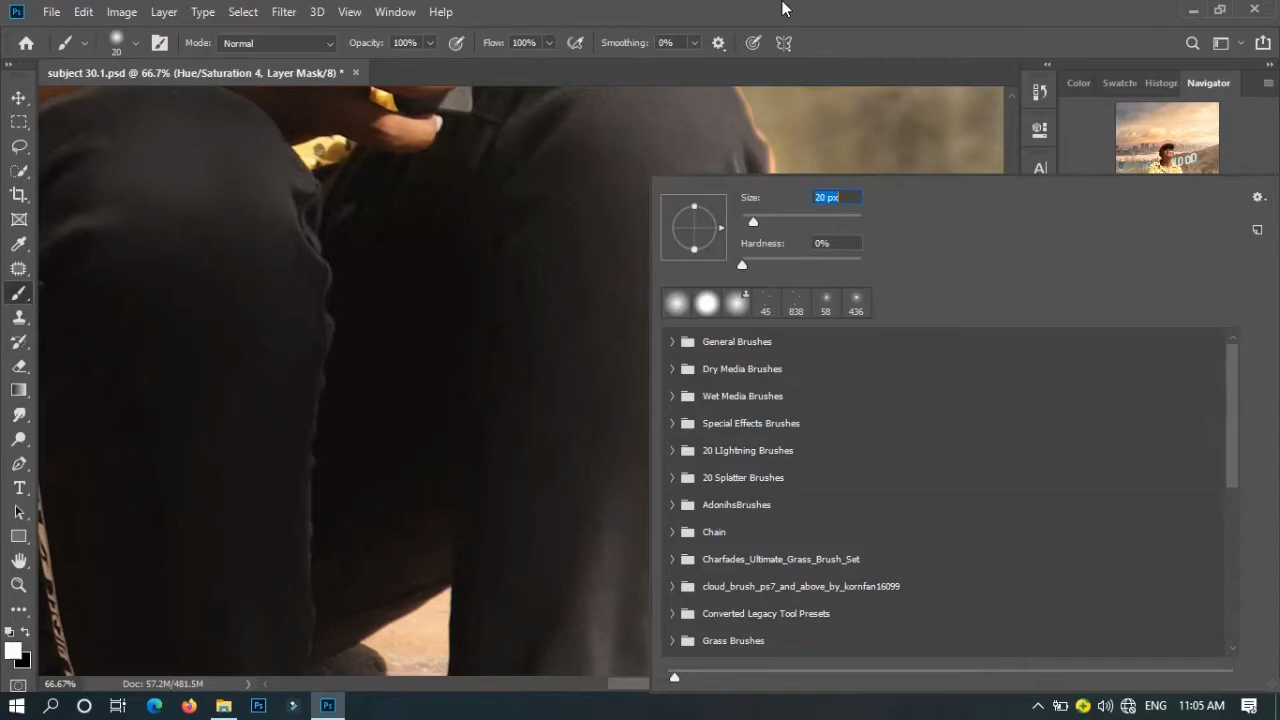 Ps File Edit Image Layer Type Select Filter 3D View Window Help
20 Mode: Normal Opacity: 100% Flow: 100% Smoothing: 0%
subject 30.1.psd @ 66.7% (Hue/Saturation 4, Layer Mask/8) * ×
Color Swatch Histogr Navigator
Size: 20 px
Hardness: 0%
45 838 58 436
General Brushes
Dry Media Brushes
Wet Media Brushes
Special Effects Brushes
20 LIghtning Brushes
20 Splatter Brushes
AdonihsBrushes
Chain
Charfades_Ultimate_Grass_Brush_Set
cloud_brush_ps7_and_above_by_kornfan16099
Converted Legacy Tool Presets
Grass Brushes
66.67% Doc: 57.2M/481.5M
Ps Ps ENG 11:05 AM